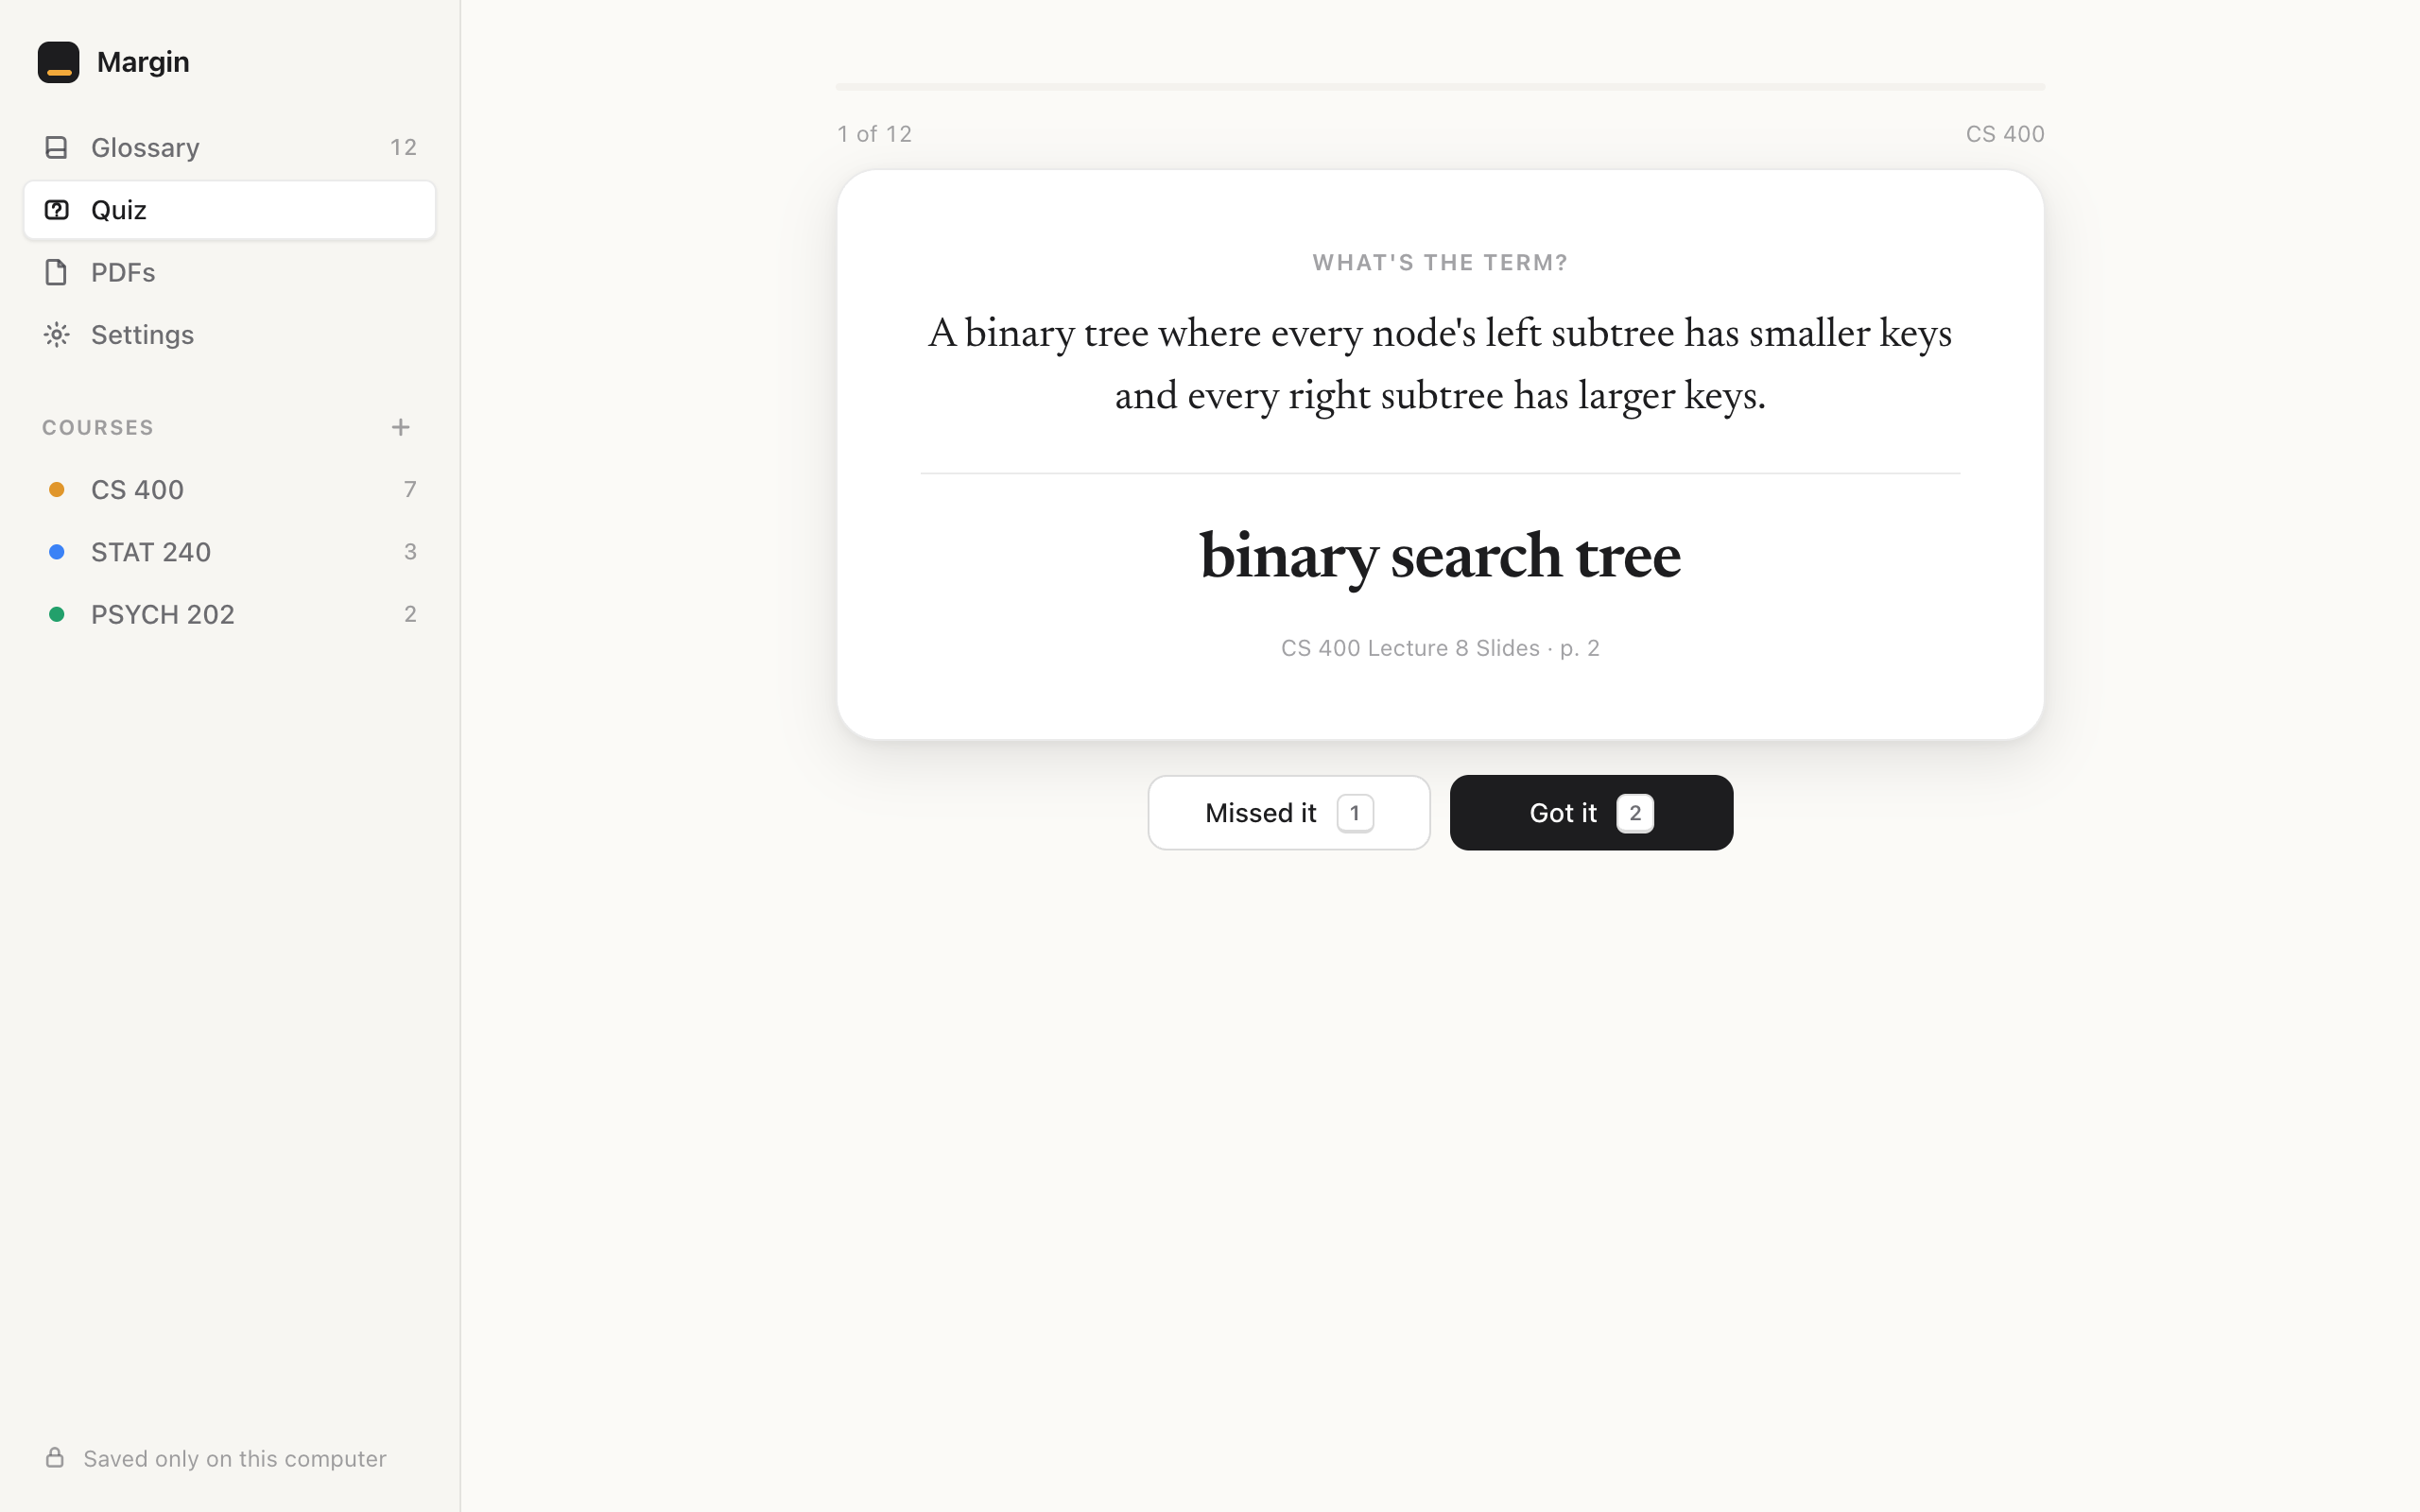 Margin
Glossary 12
Quiz
PDFs
Settings
COURSES +
CS 400 7
STAT 240 3
PSYCH 202 2
Saved only on this computer
1 of 12 CS 400
WHAT'S THE TERM?
A binary tree where every node's left subtree has smaller keys
and every right subtree has larger keys.
binary search tree
CS 400 Lecture 8 Slides · p. 2
Missed it 1 Got it 2